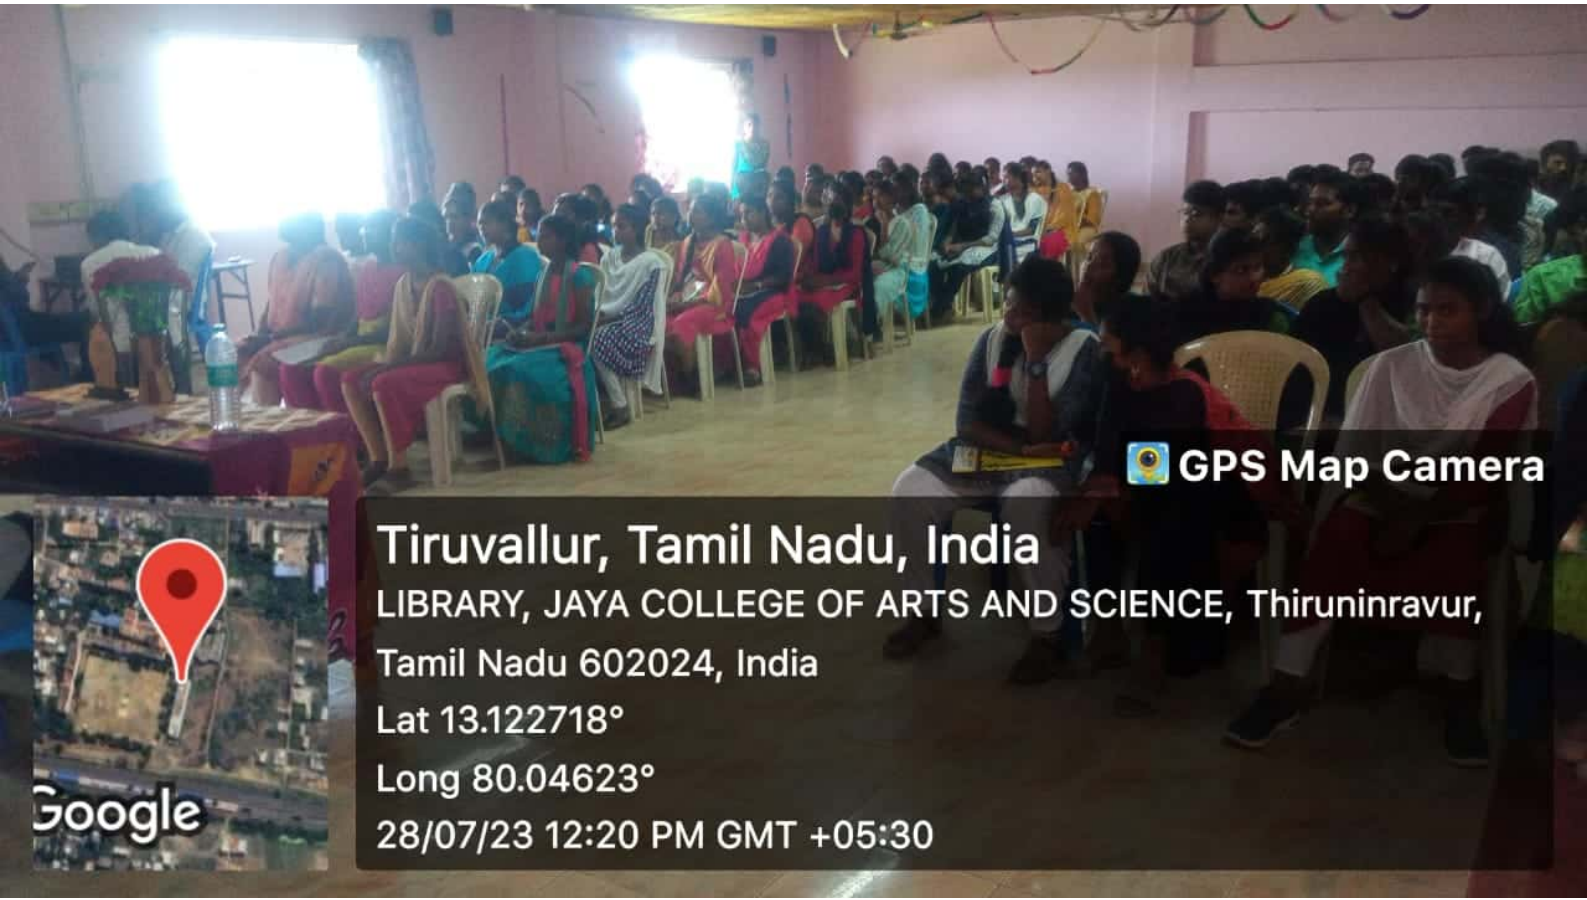 GPS Map Camera
Tiruvallur, Tamil Nadu, India
LIBRARY, JAYA COLLEGE OF ARTS AND SCIENCE, Thiruninravur,
Tamil Nadu 602024, India
Lat 13.122718°
Long 80.04623°
28/07/23 12:20 PM GMT +05:30
Google